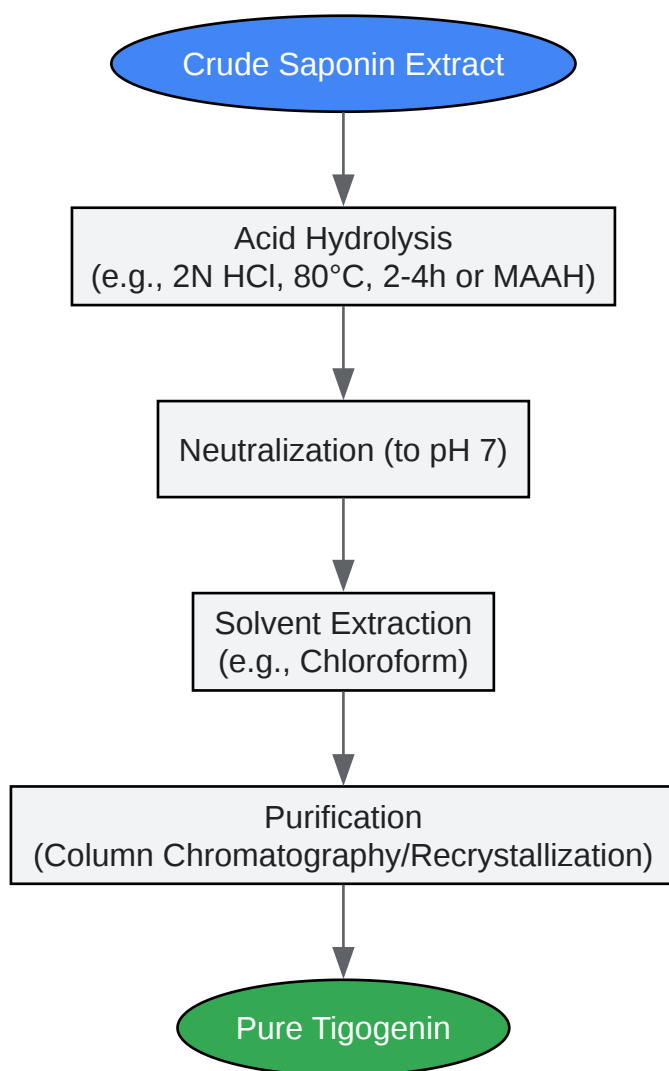 Crude Saponin Extract
Acid Hydrolysis
(e.g., 2N HCl, 80°C, 2-4h or MAAH)
Neutralization (to pH 7)
Solvent Extraction
(e.g., Chloroform)
Purification
(Column Chromatography/Recrystallization)
Pure Tigogenin